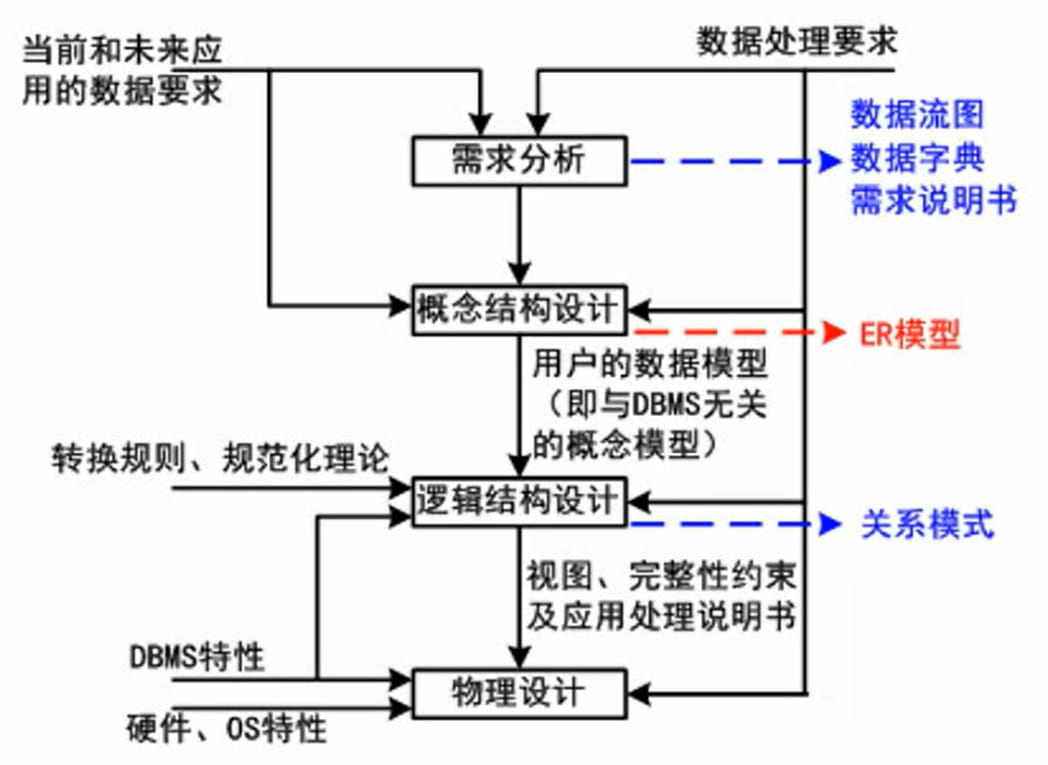 当前和未来应
用的数据要求
数据处理要求
数据流图
需求分析
数据字典
需求说明书
概念结构设计
ER模型
用户的数据模型
（即与DBMS无关
的概念模型）
转换规则、规范化理论
逻辑结构设计
关系模式
视图、完整性约束
及应用处理说明书
DBMS特性
物理设计
硬件、OS特性